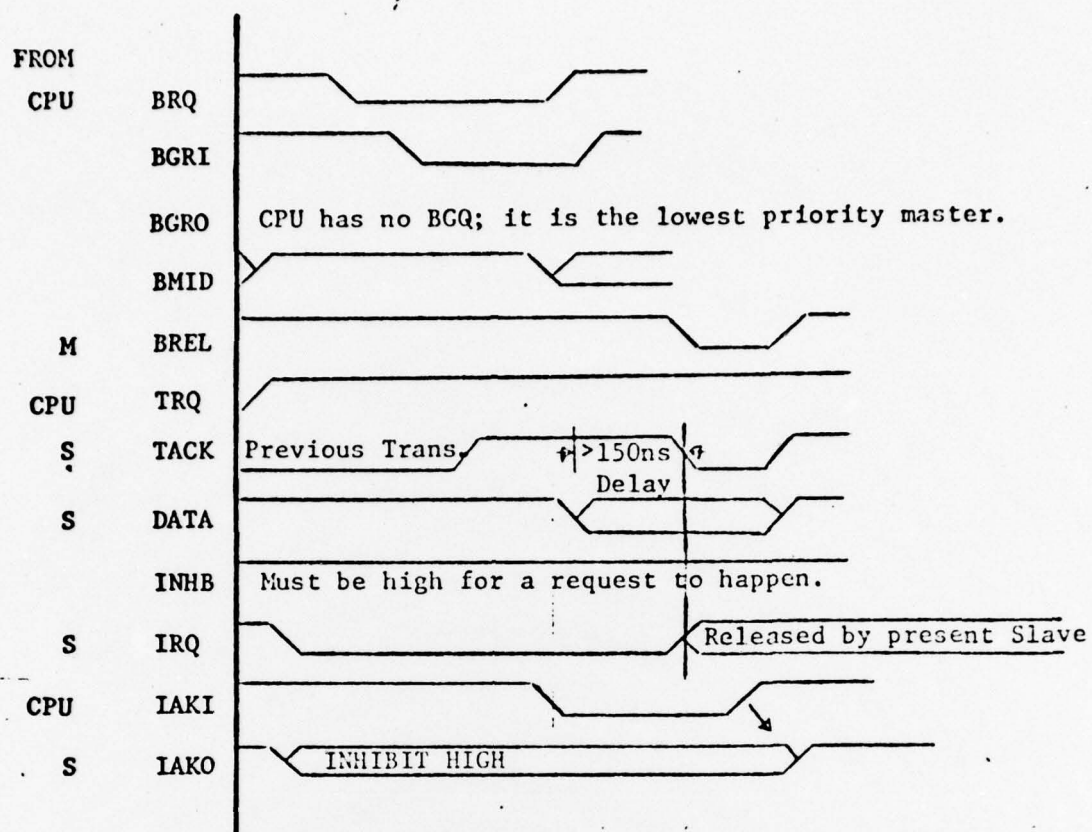 FROM
CPU BRQ
BGRI
BGRO CPU has no BGQ; it is the lowest priority master.
BMID
M BREL
CPU TRQ
S TACK Previous Trans. >150ns
Delay
S DATA
INHB Must be high for a request to happen.
S IRQ Released by present Slave
CPU IAKI
S IAKO INHIBIT HIGH